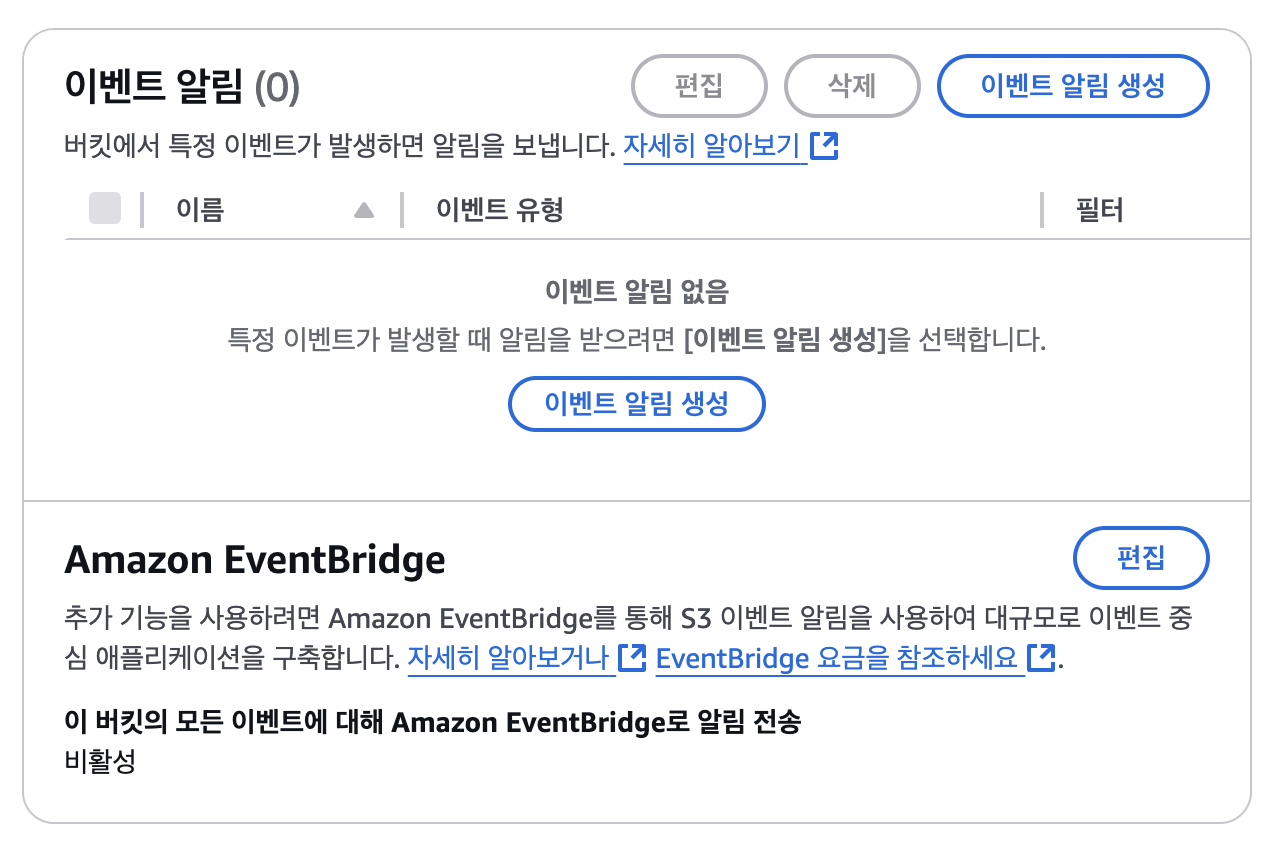 이벤트 알림 (0)
편집
삭제
이벤트 알림 생성
버킷에서 특정 이벤트가 발생하면 알림을 보냅니다. 자세히 알아보기
이름
이벤트 유형
필터
이벤트 알림 없음
특정 이벤트가 발생할 때 알림을 받으려면 [이벤트 알림 생성]을 선택합니다.
이벤트 알림 생성
Amazon EventBridge
편집
추가 기능을 사용하려면 Amazon EventBridge를 통해 S3 이벤트 알림을 사용하여 대규모로 이벤트 중
심 애플리케이션을 구축합니다. 자세히 알아보거나 EventBridge 요금을 참조하세요 .
이 버킷의 모든 이벤트에 대해 Amazon EventBridge로 알림 전송
비활성